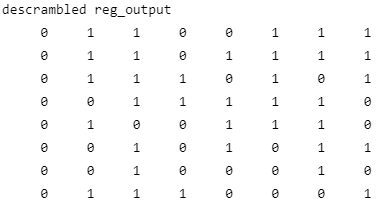 descrambled reg_output
0 1 1 0 0 1 1 1
0 1 1 0 1 1 1 1
0 1 1 1 0 1 0 1
0 0 1 1 1 1 1 0
0 1 0 0 1 1 1 0
0 0 1 0 1 0 1 1
0 0 1 0 0 0 1 0
0 1 1 1 0 0 0 1